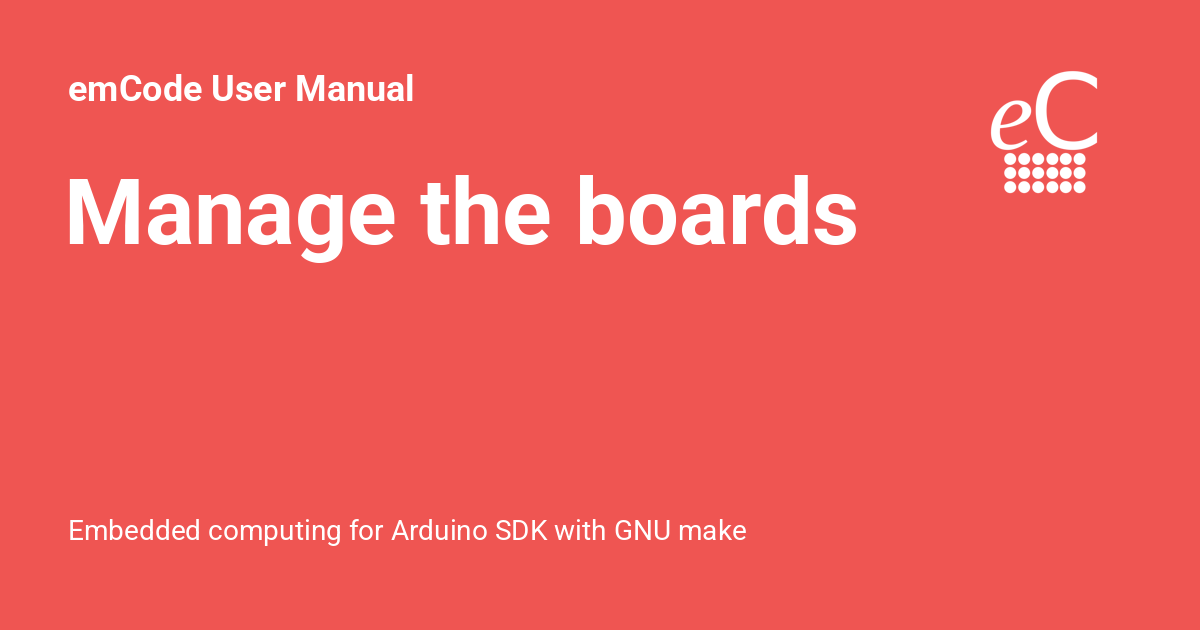 emCode User Manual
eC
Manage the boards
Embedded computing for Arduino SDK with GNU make